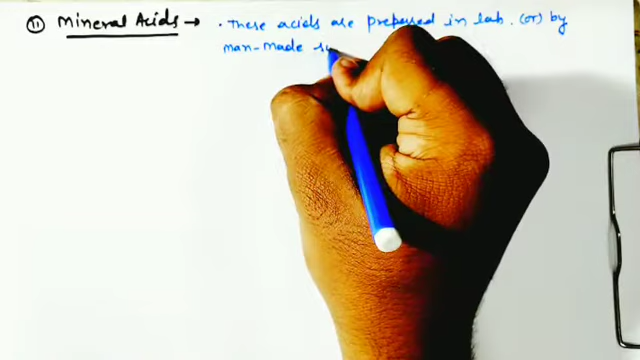 (ii) Mineral Acids → • These acids are prepared in lab. (or) by
man-made